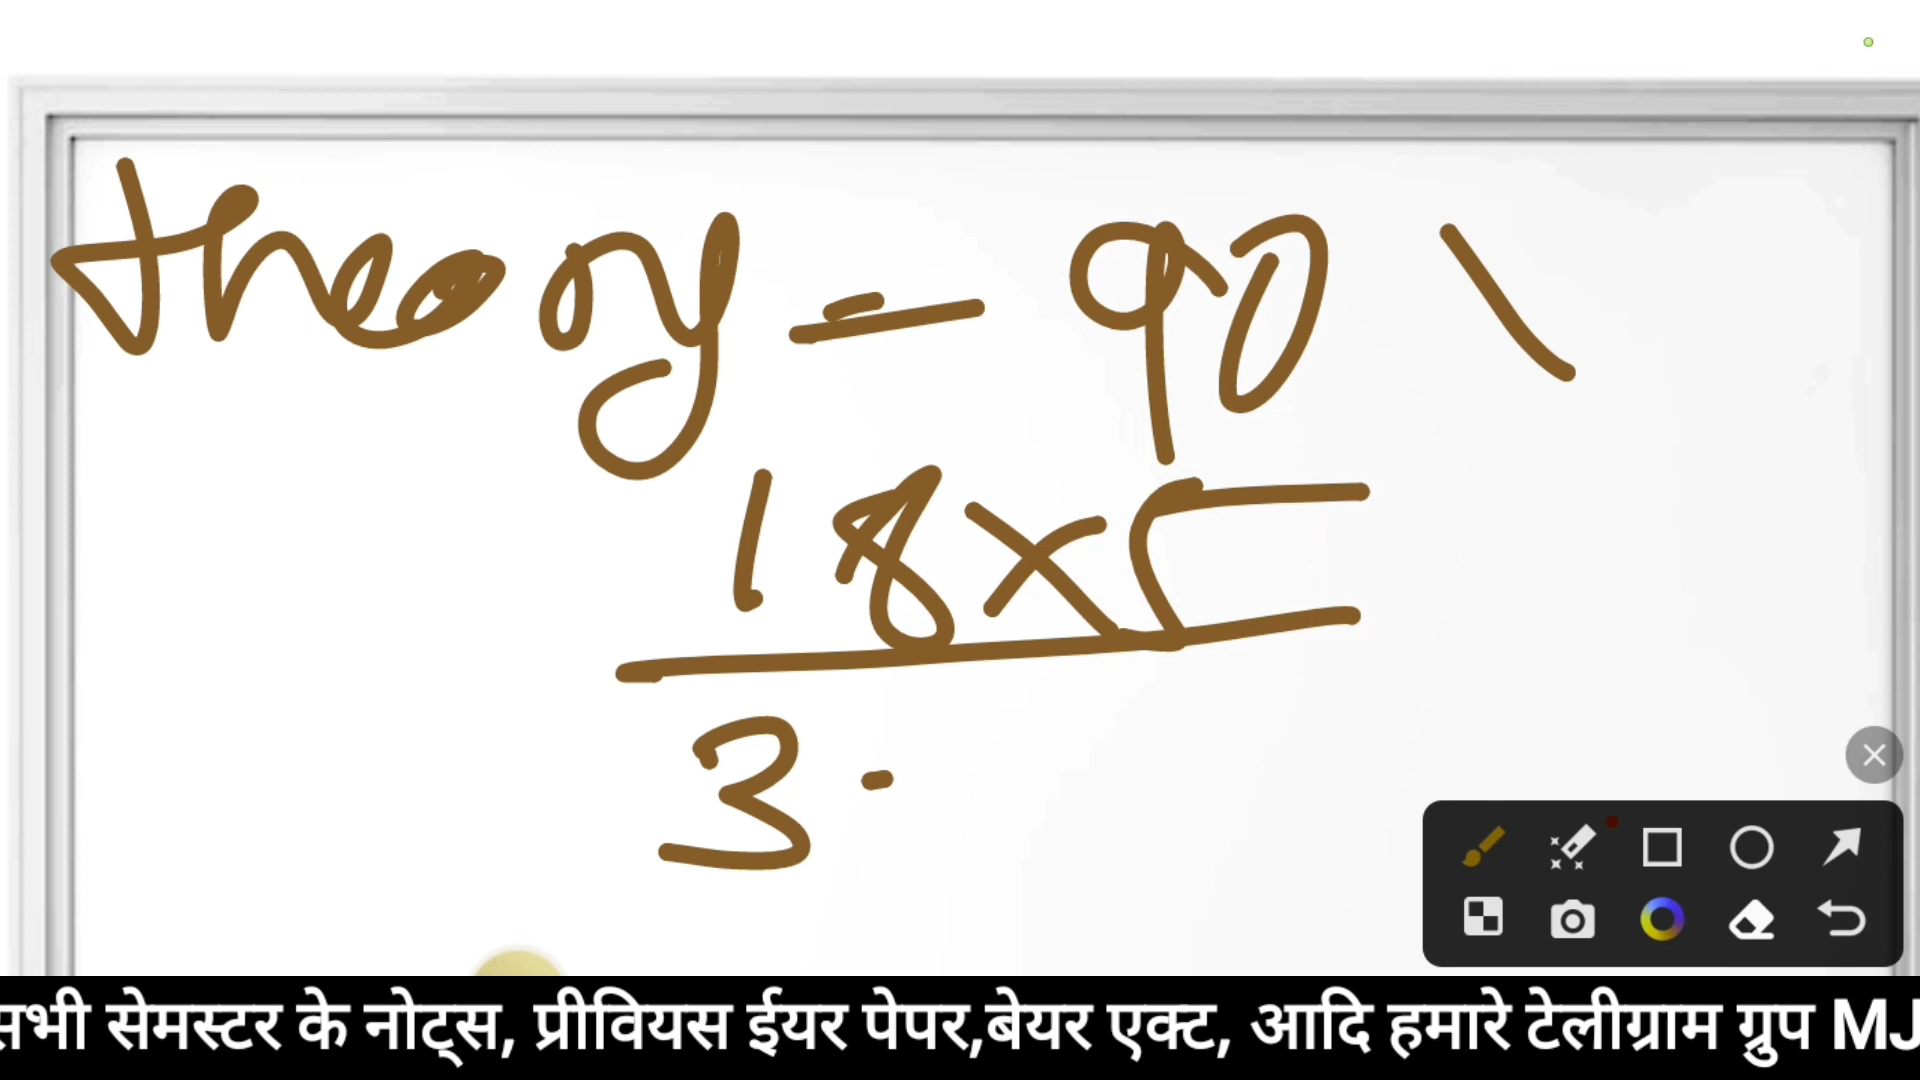 theory = 90 \
18×5
3 -
सभी सेमस्टर के नोट्स, प्रीवियस ईयर पेपर,बेयर एक्ट, आदि हमारे टेलीग्राम ग्रुप MJ